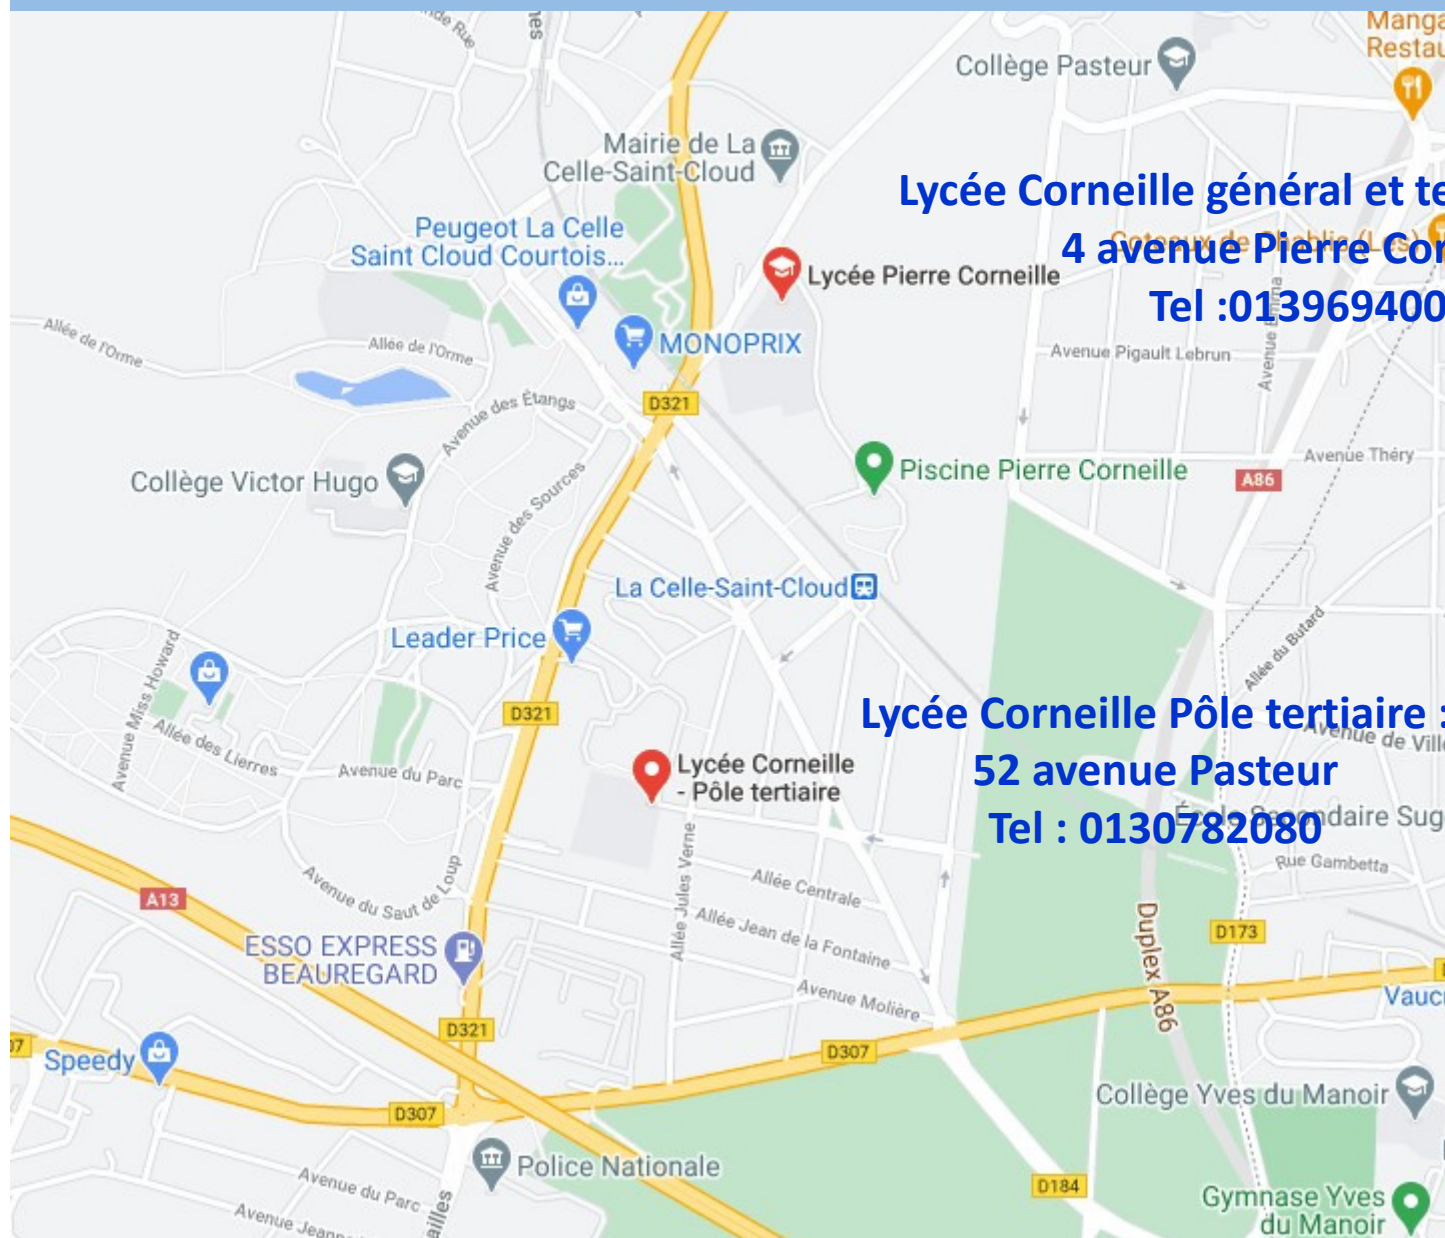 Collège Pasteur
Mairie de La
Celle-Saint-Cloud
Lycée Corneille général et
4 avenue Pierre
Tel :013969400
Peugeot La Celle
Saint Cloud Courtois...
Lycée Pierre Corneille
MONOPRIX
Allée de l'Orme
Allée de l'Orme
Avenue Pigault Lebrun
Avenue Emma
Avenue des Étangs
D321
Avenue Théry
Collège Victor Hugo
Piscine Pierre Corneille
A86
Avenue des Sources
La Celle-Saint-Cloud
Leader Price
Allée du Butard
Avenue Miss Howard
D321
Lycée Corneille Pôle tertiaire :
52 avenue Pasteur
Tel : 0130782080
Avenue de
Allée des Lierres
Avenue du Parc
Lycée Corneille
- Pôle tertiaire
Rue Gambetta
Allée Jules Verne
Allée Centrale
Avenue du Saut de Loup
A13
Allée Jean de la Fontaine
ESSO EXPRESS
BEAUREGARD
D173
Duplex A86
Avenue Molière
D321
D307
Speedy
D307
Collège Yves du Manoir
Police Nationale
Avenue du Parc
D184
Gymnase Yves
du Manoir
Avenue